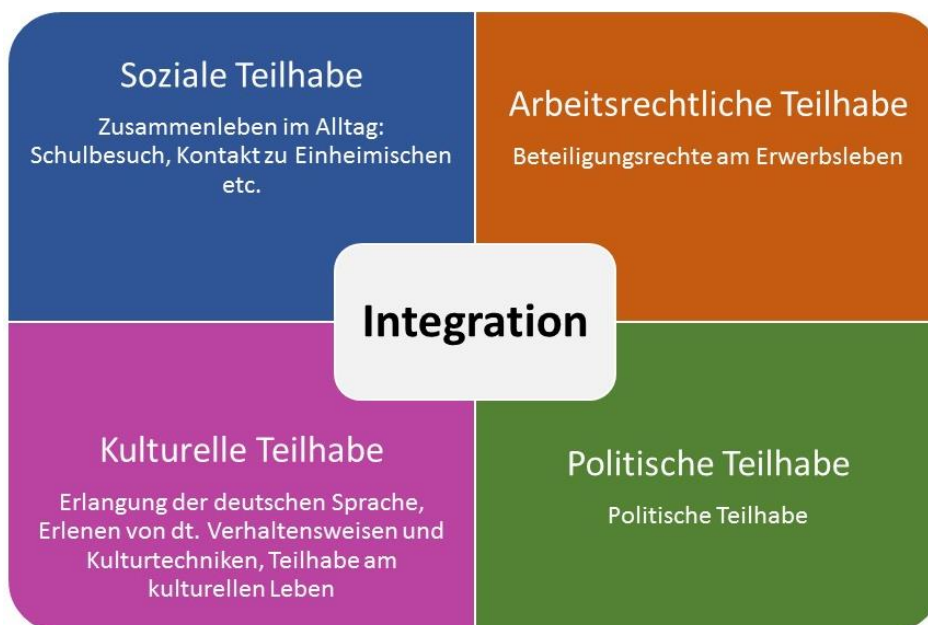 Soziale Teilhabe
Zusammenleben im Alltag:
Schulbesuch, Kontakt zu Einheimischen
etc.
Arbeitsrechtliche Teilhabe
Beteiligungsrechte am Erwerbsleben
Integration
Kulturelle Teilhabe
Erlangung der deutschen Sprache,
Erlenen von dt. Verhaltensweisen und
Kulturtechniken, Teilhabe am
kulturellen Leben
Politische Teilhabe
Politische Teilhabe